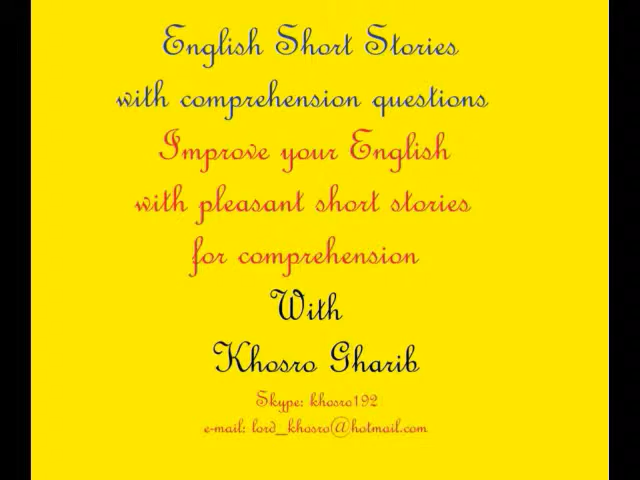 English Short Stories
with comprehension questions
Improve your English
with pleasant short stories
for comprehension
With
Khosro Gharib
Skype: khosro192
e-mail: lord_khosro@hotmail.com